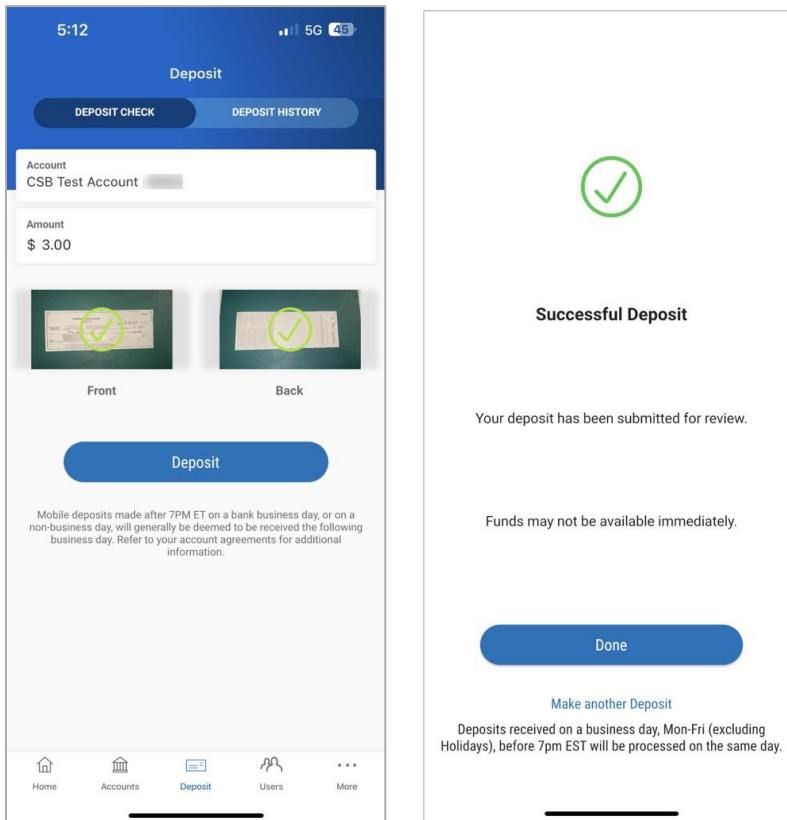 5:12
5G 45
Deposit
DEPOSIT CHECK
DEPOSIT HISTORY
Account
CSB Test Account
Amount
$ 3.00
Front
Back
Deposit
Mobile deposits made after 7PM ET on a bank business day, or on a
non-business day, will generally be deemed to be received the following
business day. Refer to your account agreements for additional
information.
Home
Accounts
Deposit
Users
More
Successful Deposit
Your deposit has been submitted for review.
Funds may not be available immediately.
Done
Make another Deposit
Deposits received on a business day, Mon-Fri (excluding
Holidays), before 7pm EST will be processed on the same day.